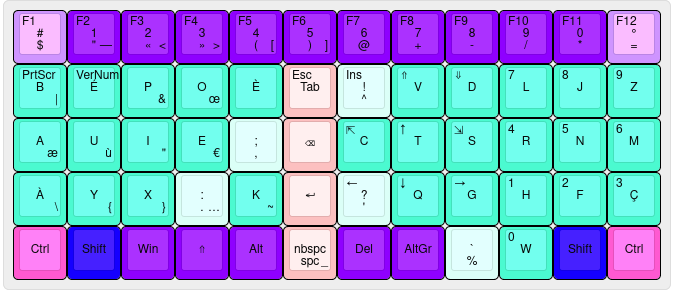 F1 F2 F3 F4 F5 F6 F7 F8 F9 F10 F11 F12
# 1 2 3 4 5 6 7 8 9 0 °
$ " — « < » > ( [ ) ] @ + - / * =
PrtScr VerNum Esc Ins ⇑ ⇓ 7 8 9
B É P O È Tab ! V D L J Z
| & œ ^
↖ ↑ ⇲ 4 5 6
A U I E ; ⌫ C T S R N M
æ ù " € ,
← ↓ → 1 2 3
À Y X : K ↩ ? Q G H F Ç
\ { } . … ~ '
Ctrl Shift Win ⇑ Alt nbspc Del AltGr ` 0 W Shift Ctrl
spc _ %